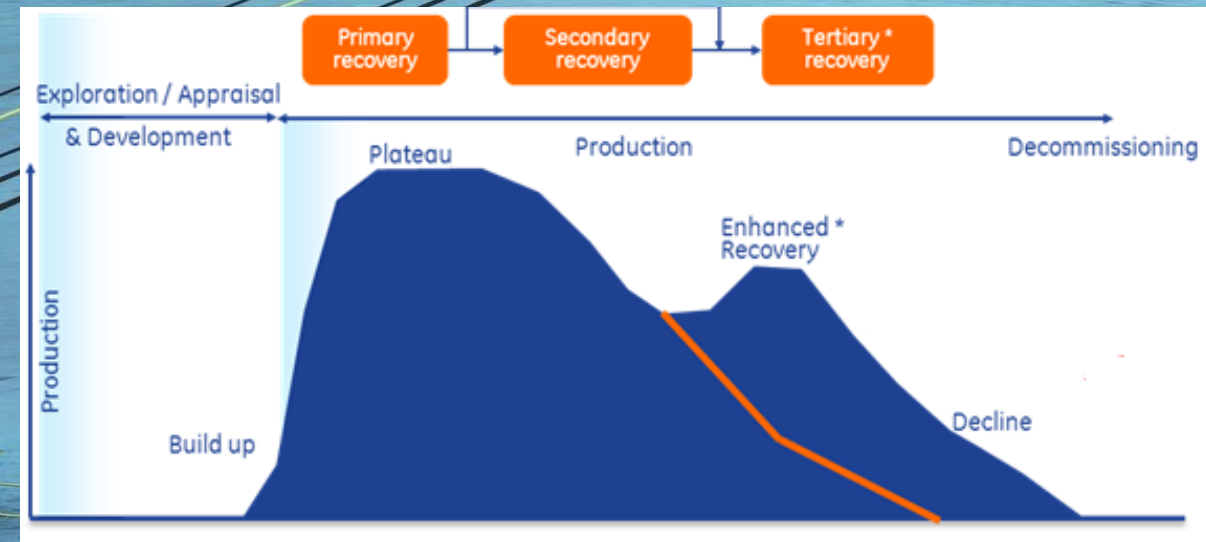 Primary
recovery
Secondary
recovery
Tertiary *
recovery
Exploration / Appraisal
& Development
Production
Decommissioning
Plateau
Enhanced *
Recovery
Production
Build up
Decline